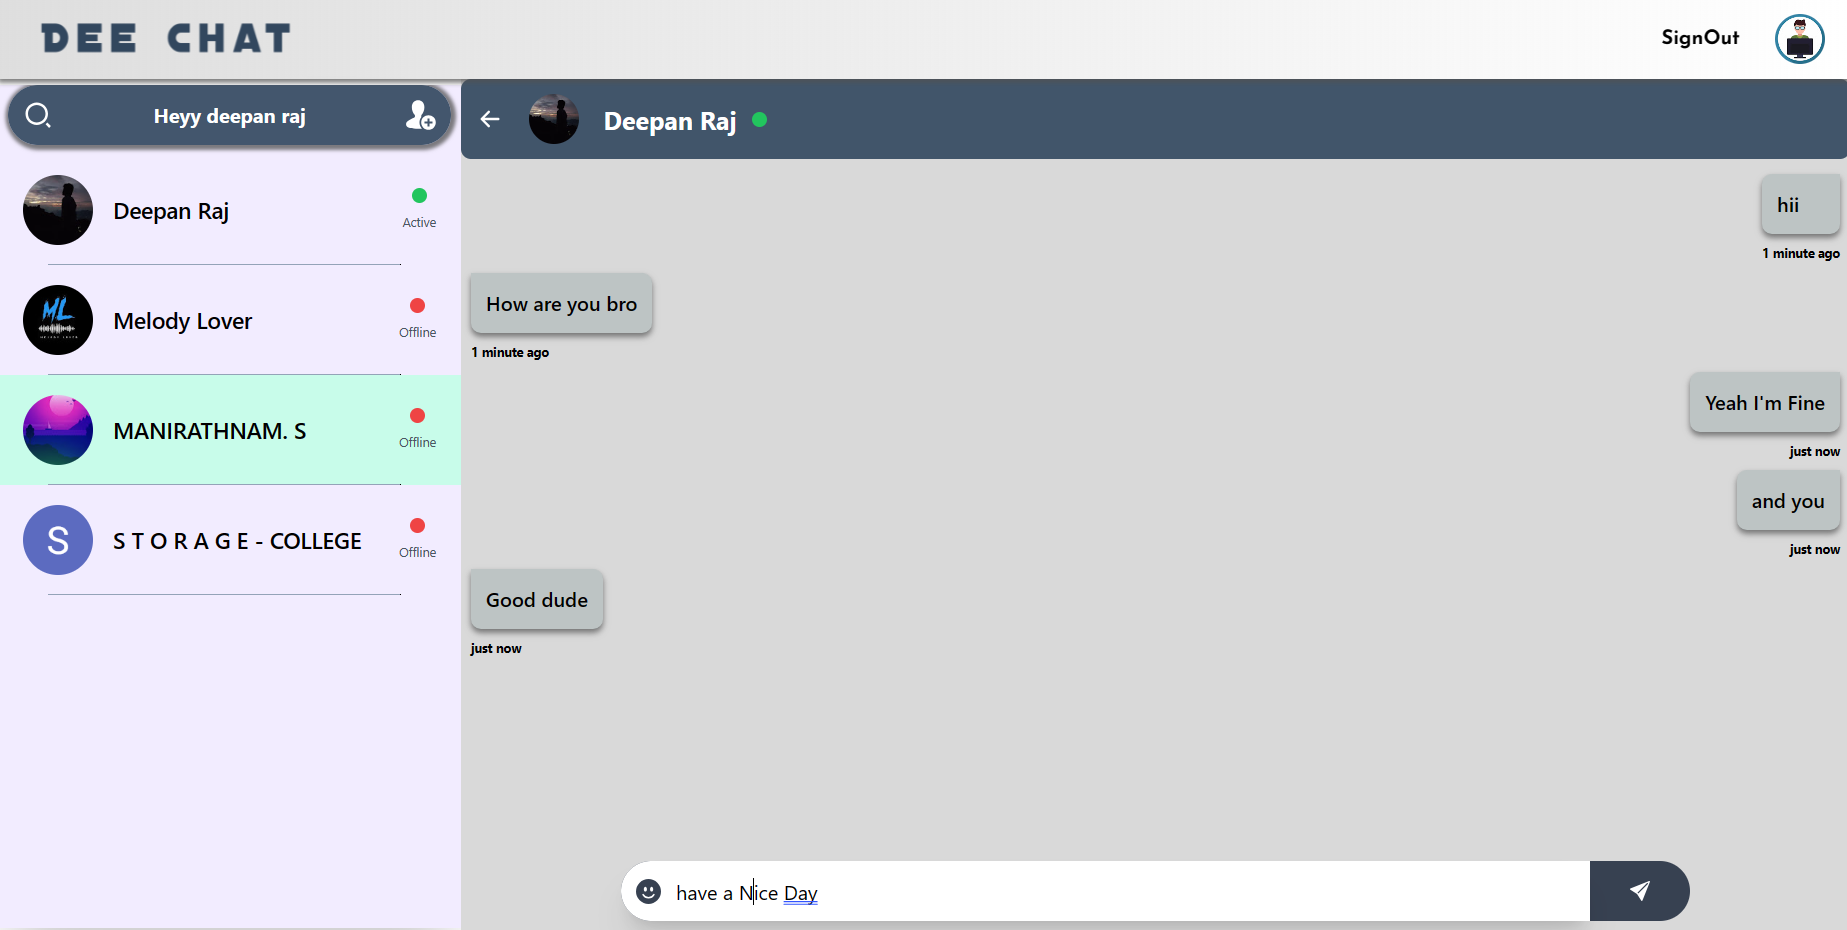 DEE CHAT
SignOut
Heyy deepan raj
Deepan Raj
Active
Melody Lover
Offline
MANIRATHNAM. S
Offline
S
S T O R A G E - COLLEGE
Offline
Deepan Raj
hii
1 minute ago
How are you bro
1 minute ago
Yeah I'm Fine
just now
and you
just now
Good dude
just now
have a Nice Day
ML